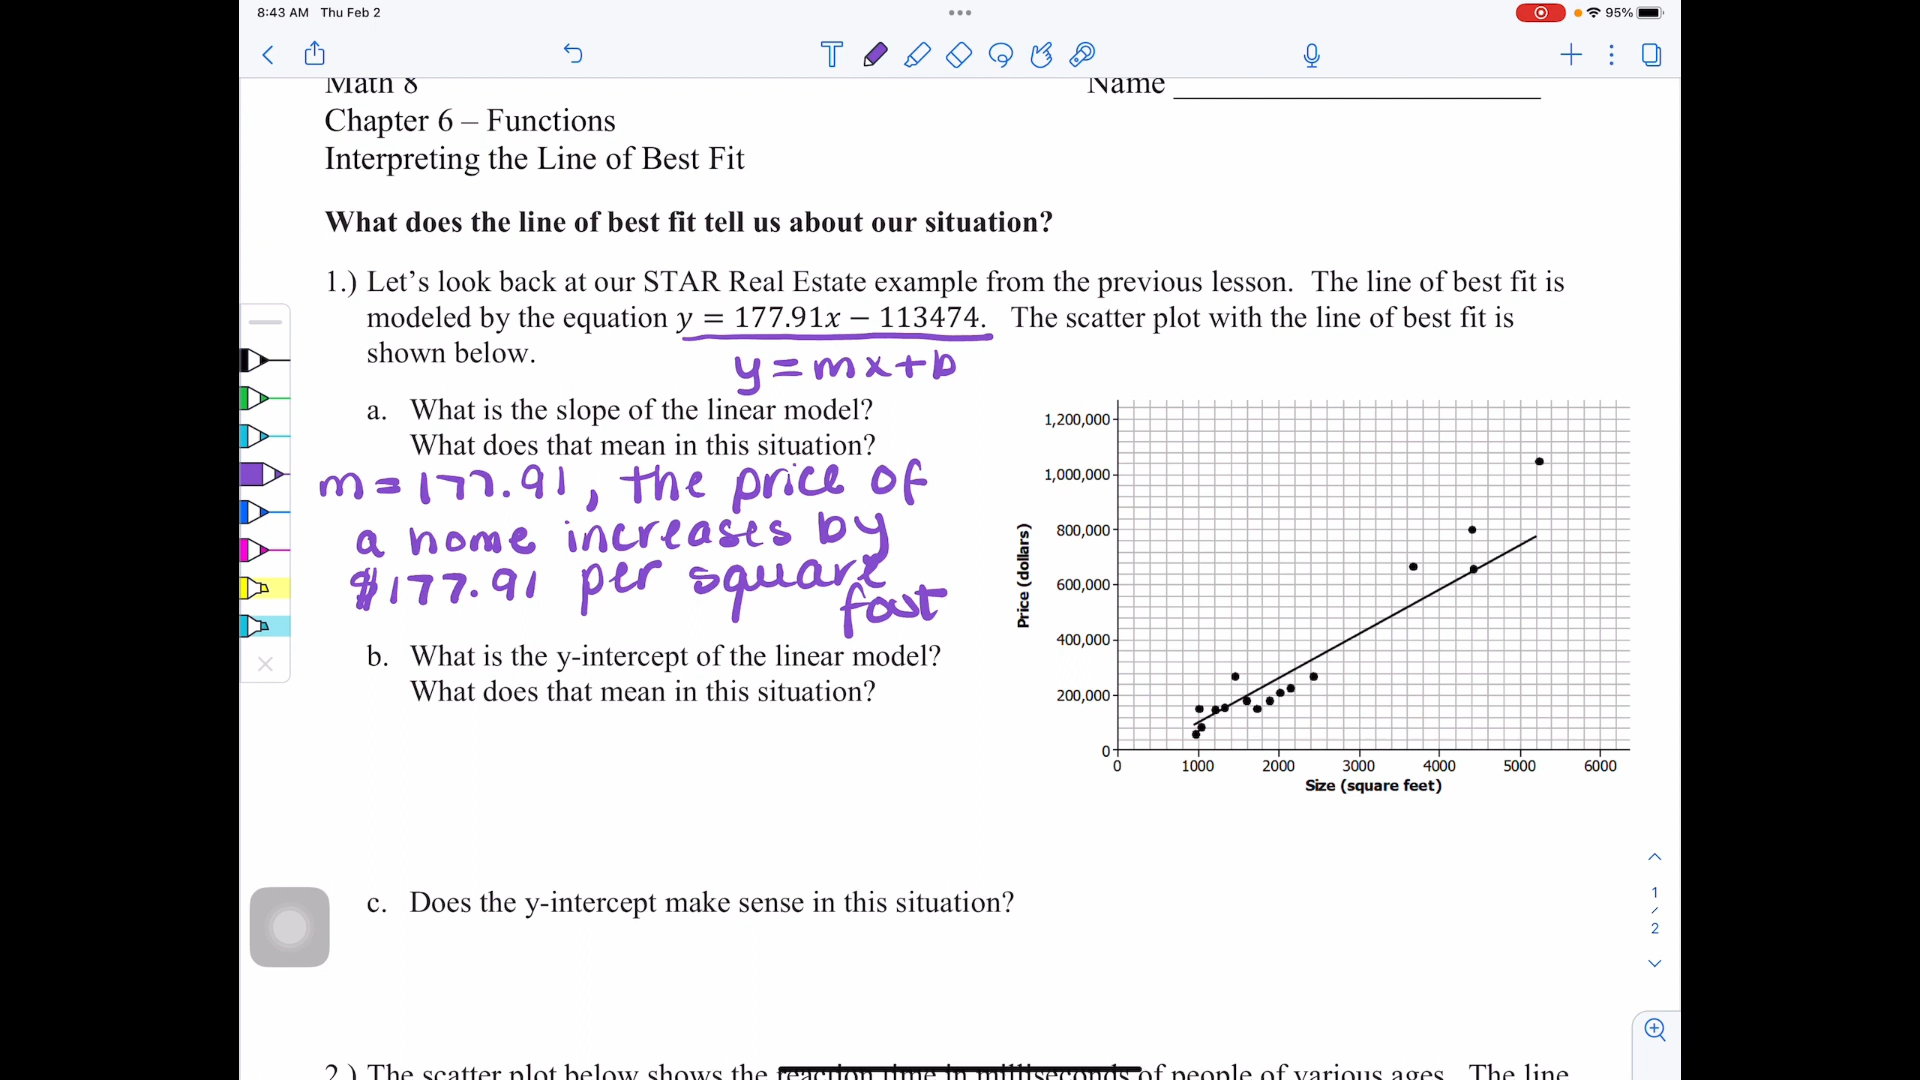 8:43 AM Thu Feb 2
95%
Math 8
Name
Chapter 6 – Functions
Interpreting the Line of Best Fit
What does the line of best fit tell us about our situation?
1.) Let’s look back at our STAR Real Estate example from the previous lesson. The line of best fit is
modeled by the equation y = 177.91x − 113474. The scatter plot with the line of best fit is
shown below.
y = mx + b
a. What is the slope of the linear model?
What does that mean in this situation?
m = 177.91, the price of
a home increases by
$177.91 per square
foot
b. What is the y-intercept of the linear model?
What does that mean in this situation?
1,200,000
1,000,000
800,000
600,000
400,000
200,000
0
Price (dollars)
0 1000 2000 3000 4000 5000 6000
Size (square feet)
c. Does the y-intercept make sense in this situation?
1
/
2
2.) The scatter plot below shows the reaction time in milliseconds of people of various ages. The line